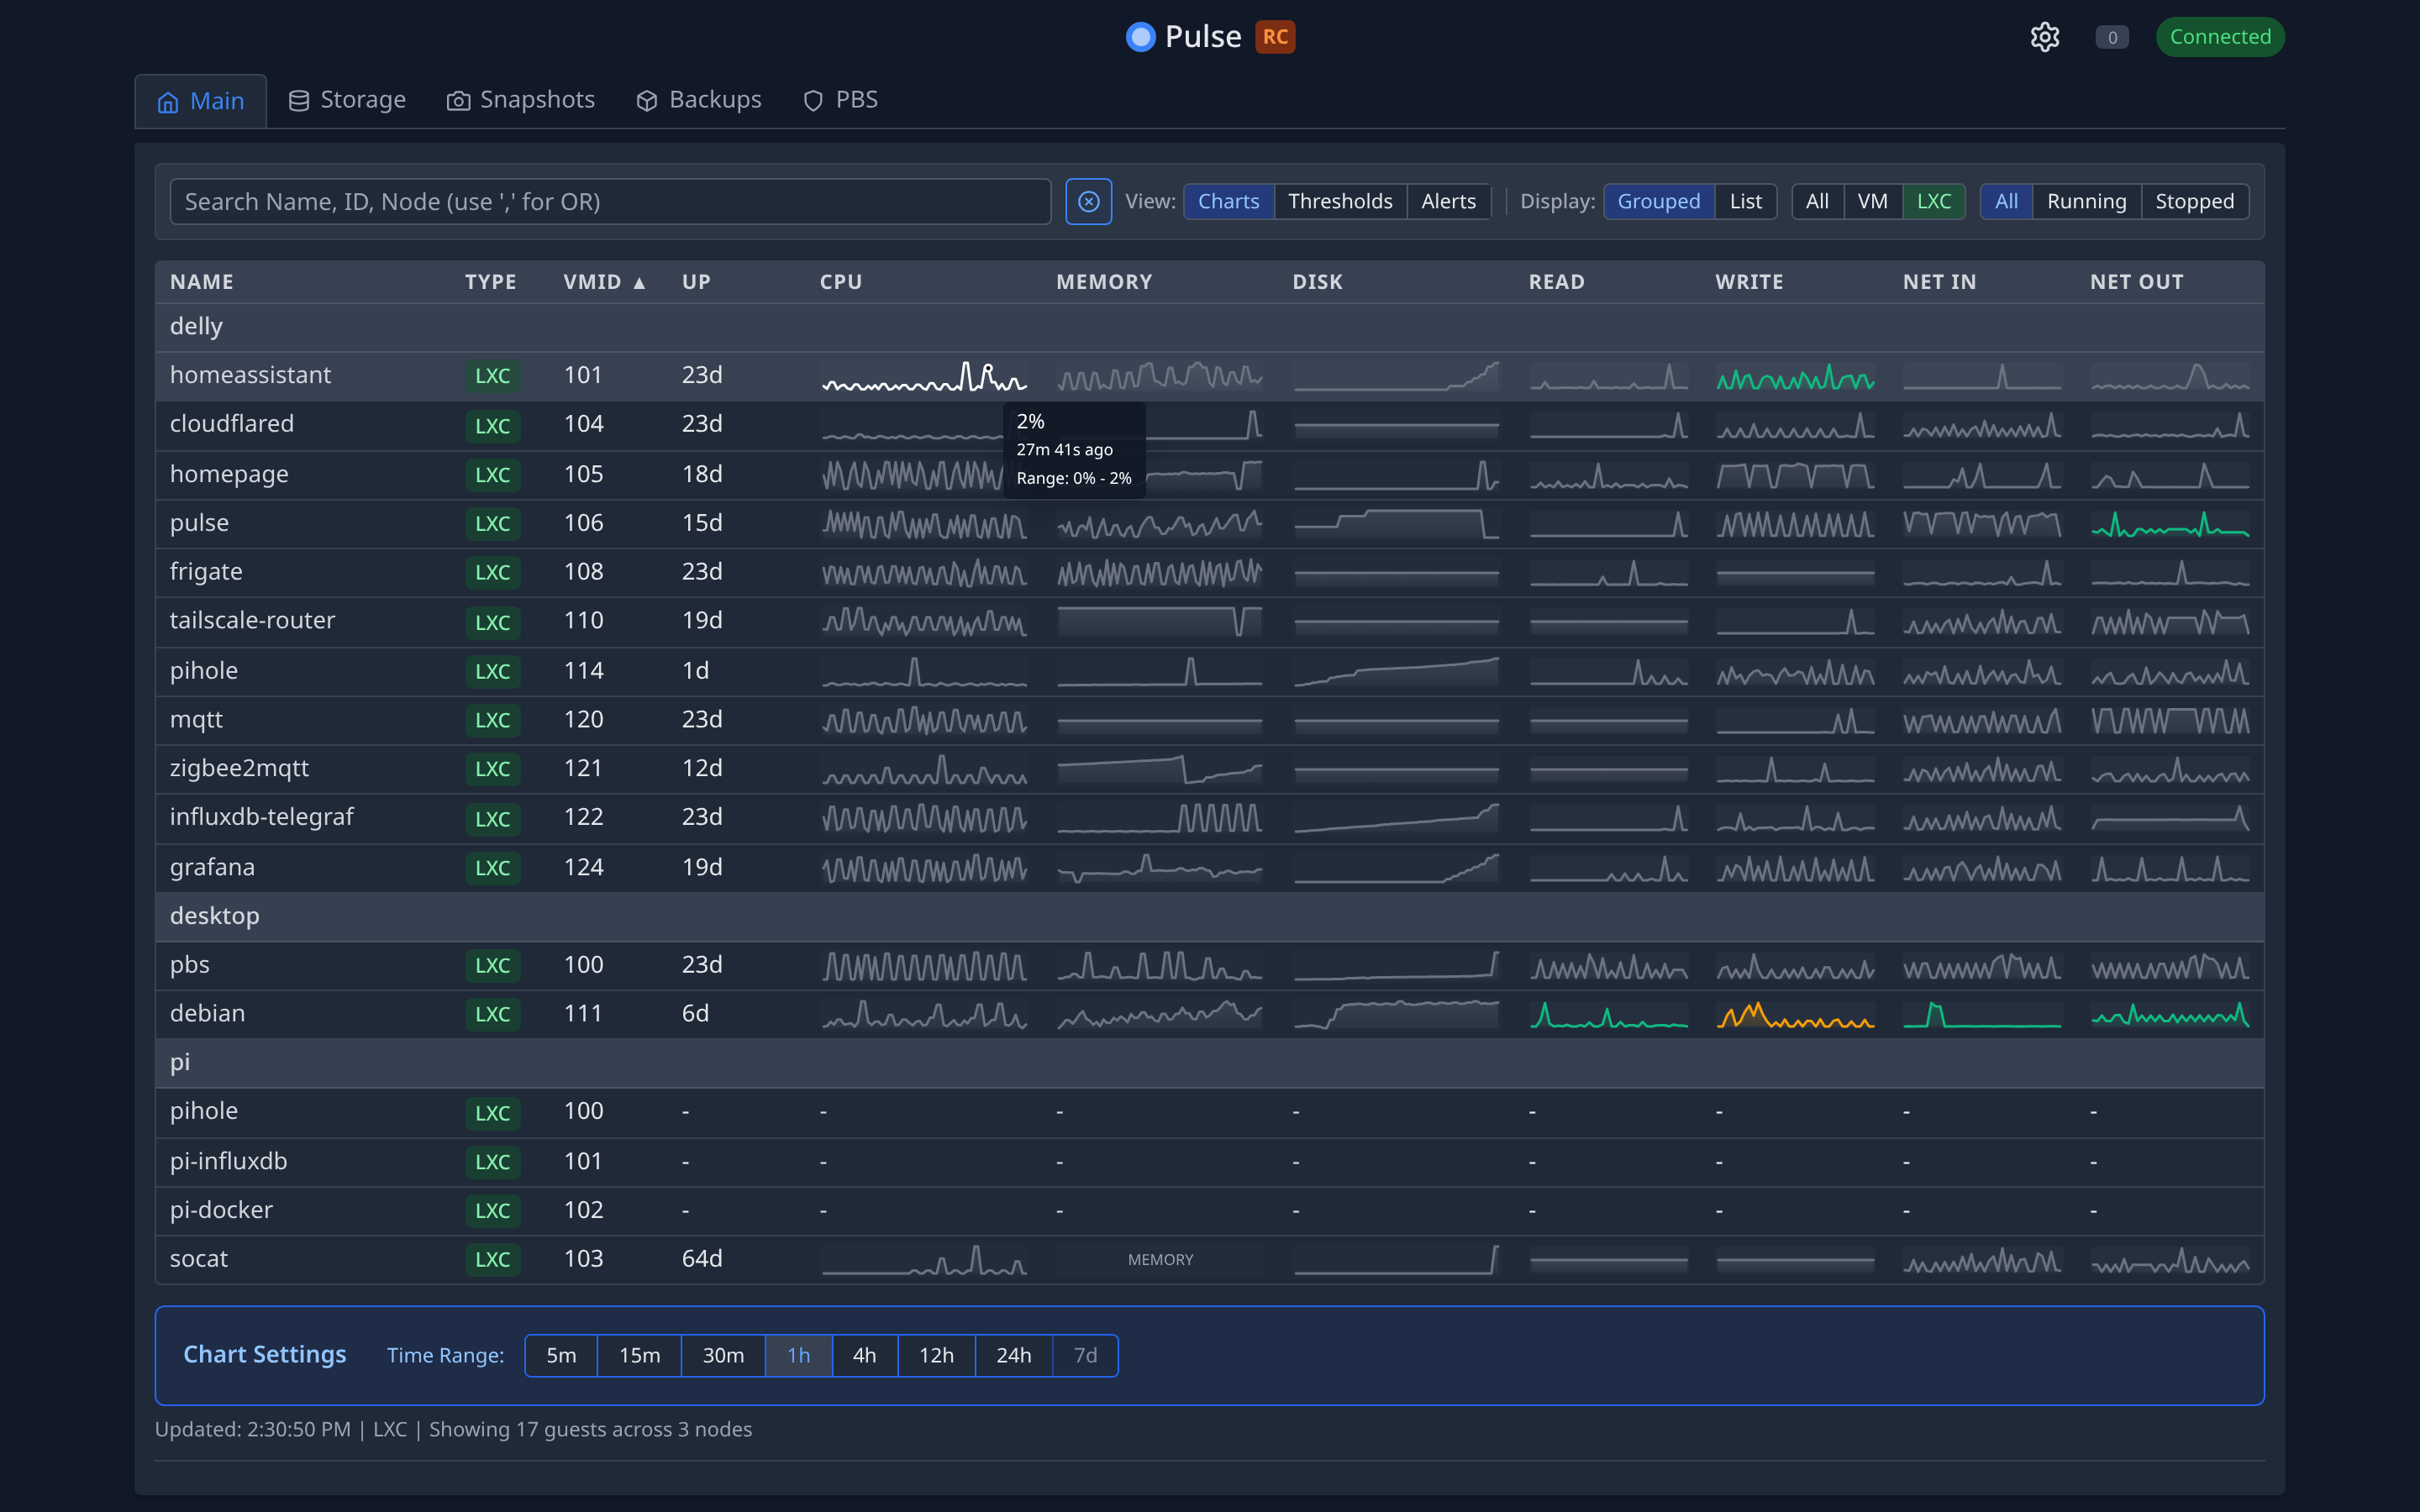 Pulse RC
0 Connected
Main Storage Snapshots Backups PBS
Search Name, ID, Node (use ',' for OR) View: Charts Thresholds Alerts Display: Grouped List All VM LXC All Running Stopped
NAME TYPE VMID ▲ UP CPU MEMORY DISK READ WRITE NET IN NET OUT
delly
homeassistant LXC 101 23d
cloudflared LXC 104 23d
2%
27m 41s ago
Range: 0% - 2%
homepage LXC 105 18d
pulse LXC 106 15d
frigate LXC 108 23d
tailscale-router LXC 110 19d
pihole LXC 114 1d
mqtt LXC 120 23d
zigbee2mqtt LXC 121 12d
influxdb-telegraf LXC 122 23d
grafana LXC 124 19d
desktop
pbs LXC 100 23d
debian LXC 111 6d
pi
pihole LXC 100 - - - - - - - -
pi-influxdb LXC 101 - - - - - - - -
pi-docker LXC 102 - - - - - - - -
socat LXC 103 64d MEMORY
Chart Settings Time Range: 5m 15m 30m 1h 4h 12h 24h 7d
Updated: 2:30:50 PM | LXC | Showing 17 guests across 3 nodes